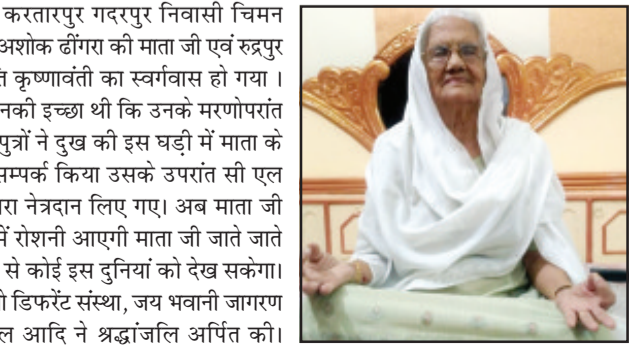 करतारपुर गदरपुर निवासी चिमन
अशोक ढींगरा की माता जी एवं रुद्रपुर
कृष्णावंती का स्वर्गवास हो गया ।
इच्छा थी कि उनके मरणोपरांत
पुत्रों ने दुख की इस घड़ी में माता के
सम्पर्क किया उसके उपरांत सी एल
नेत्रदान लिए गए। अब माता जी
में रोशनी आएगी माता जी जाते जाते
से कोई इस दुनियां को देख सकेगा।
डिफरेंट संस्था, जय भवानी जागरण
आदि ने श्रद्धांजलि अर्पित की।